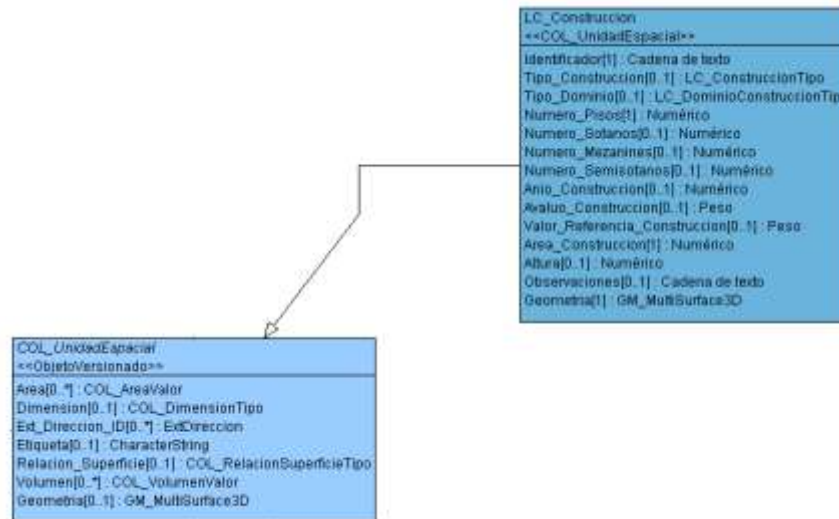 LC_Construccion
<<COL_UnidadEspacial>>
Identificador[1] : Cadena de texto
Tipo_Construccion[0..1] : LC_ConstruccionTipo
Tipo_Dominio[0..1] : LC_DominioConstruccionTip
Numero_Pisos[1] : Numérico
Numero_Sotanos[0..1] : Numérico
Numero_Mezanines[0..1] : Numérico
Numero_Semisotanos[0..1] : Numérico
Anio_Construccion[0..1] : Numérico
Avaluo_Construccion[0..1] : Peso
Valor_Referencia_Construccion[0..1] : Peso
Area_Construccion[1] : Numérico
Altura[0..1] : Numérico
Observaciones[0..1] : Cadena de texto
Geometria[1] : GM_MultiSurface3D
COL_UnidadEspacial
<<ObjetoVersionado>>
Area[0..*] : COL_AreaValor
Dimension[0..1] : COL_DimensionTipo
Ext_Direccion_ID[0..*] : ExtDireccion
Etiqueta[0..1] : CharacterString
Relacion_Superficie[0..1] : COL_RelacionSuperficieTipo
Volumen[0..*] : COL_VolumenValor
Geometria[0..1] : GM_MultiSurface3D